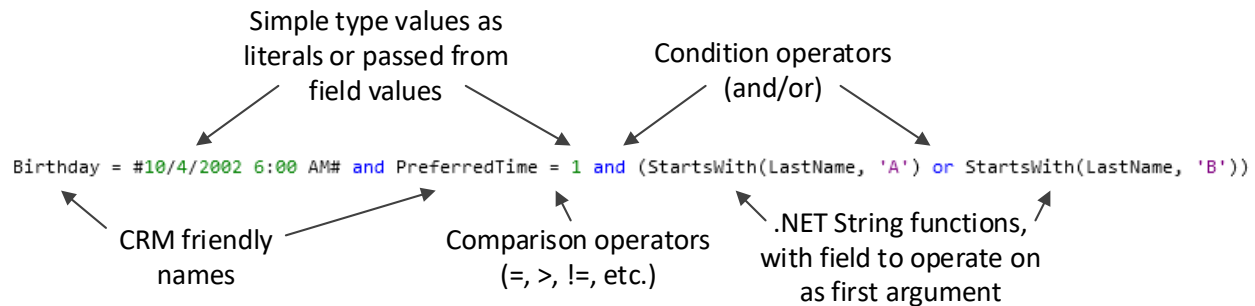 Simple type values as
literals or passed from
field values
Condition operators
(and/or)
Birthday = #10/4/2002 6:00 AM# and PreferredTime = 1 and (StartsWith(LastName, 'A') or StartsWith(LastName, 'B'))
CRM friendly
names
Comparison operators
(=, >, !=, etc.)
.NET String functions,
with field to operate on
as first argument